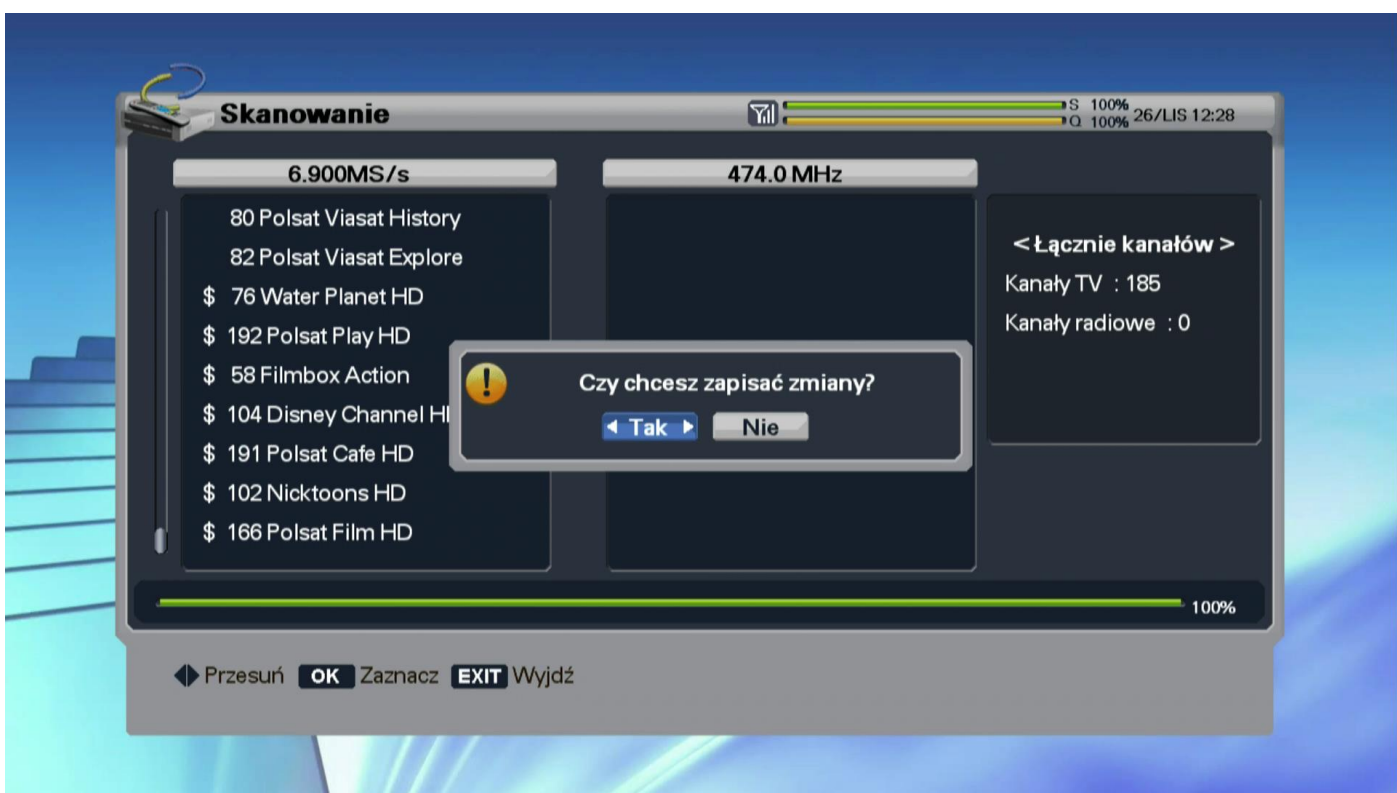 Skanowanie
S 100%
Q 100%
26/LIS 12:28
6.900MS/s
474.0 MHz
80 Polsat Viasat History
82 Polsat Viasat Explore
$ 76 Water Planet HD
$ 192 Polsat Play HD
$ 58 Filmbox Action
$ 104 Disney Channel
$ 191 Polsat Cafe HD
$ 102 Nicktoons HD
$ 166 Polsat Film HD
< Łącznie kanałów >
Kanały TV : 185
Kanały radiowe : 0
Czy chcesz zapisać zmiany?
Tak Nie
100%
Przesuń OK Zaznacz EXIT Wyjdź